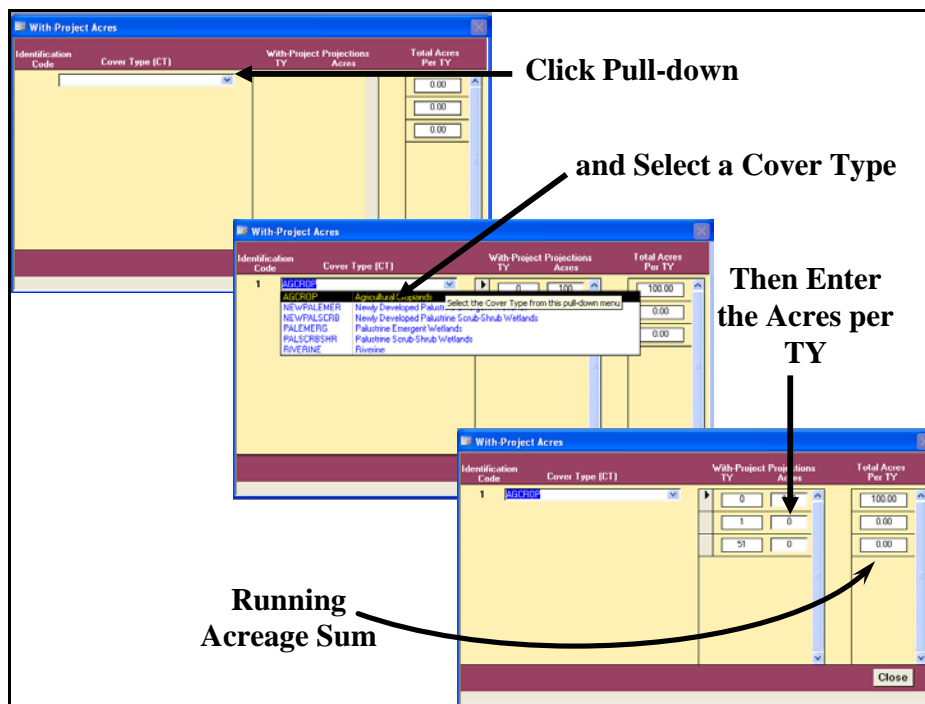 With-Project Acres
Identification Code
Cover Type (CT)
With-Project Projections
TY Acres
Total Acres Per TY
0.00
0.00
0.00
Click Pull-down
and Select a Cover Type
With-Project Acres
Identification Code
Cover Type (CT)
With-Project Projections
TY Acres
Total Acres Per TY
1 AGCROP 0 100 100.00
AGCROP Agricultural Croplands
Select the Cover Type from this pull-down menu
NEWPALEMER Newly Developed Palustrine Emergent Wetlands
NEWPALSCRB Newly Developed Palustrine Scrub-Shrub Wetlands
PALEMERG Palustrine Emergent Wetlands
PALSCRBSHR Palustrine Scrub-Shrub Wetlands
RIVERINE Riverine
0.00
0.00
Then Enter
the Acres per
TY
With-Project Acres
Identification Code
Cover Type (CT)
With-Project Projections
TY Acres
Total Acres Per TY
1 AGCROP 0 100.00
1 0 0.00
51 0 0.00
Running
Acreage Sum
Close